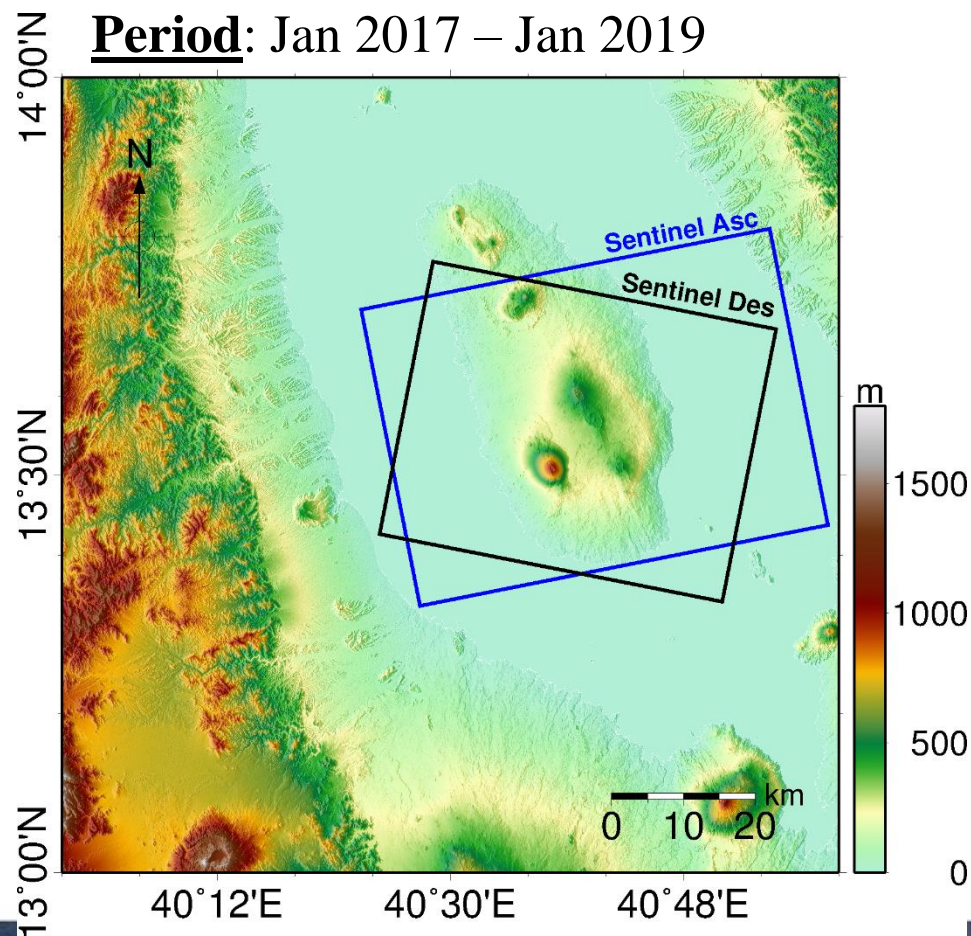 Period: Jan 2017 – Jan 2019
14˚00'N
N
Sentinel Asc
Sentinel Des
m
1500
13˚30'N
1000
500
km
0 10 20
0
13˚00'N
40˚12'E 40˚30'E 40˚48'E